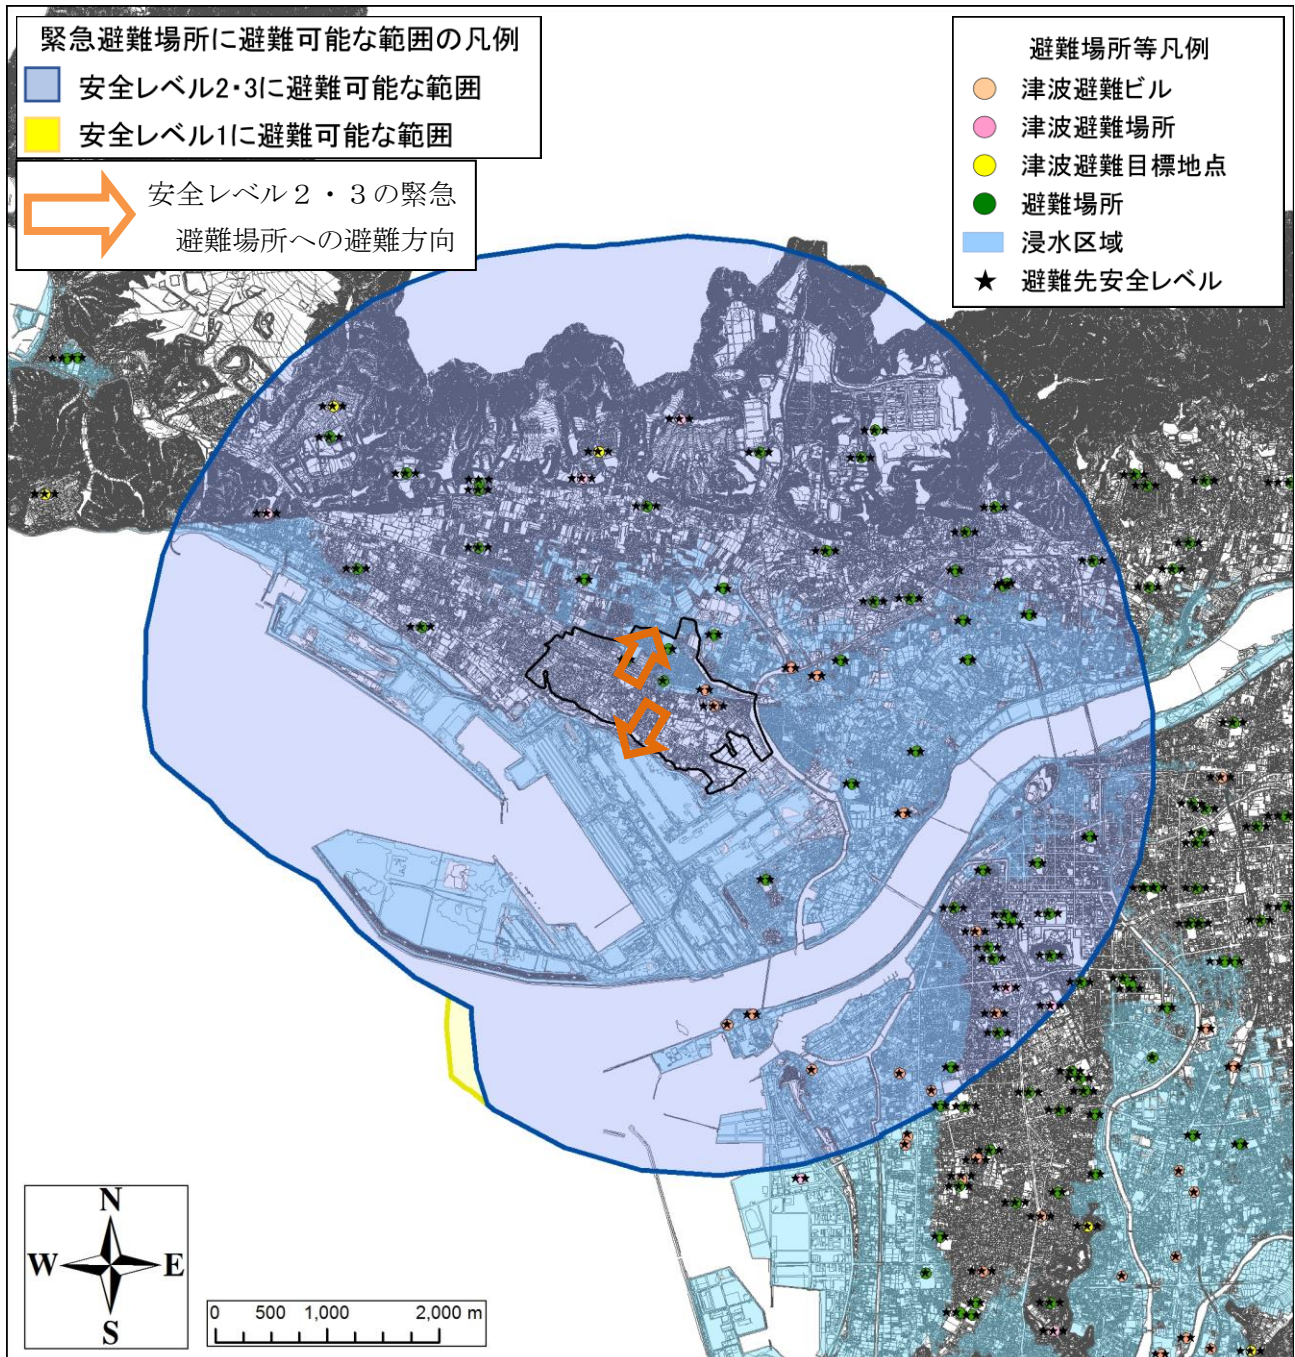 緊急避難場所に避難可能な範囲の凡例
安全レベル2・3に避難可能な範囲
安全レベル1に避難可能な範囲
安全レベル２・３の緊急
避難場所への避難方向
避難場所等凡例
津波避難ビル
津波避難場所
津波避難目標地点
避難場所
浸水区域
避難先安全レベル
N
W E
S
0 500 1,000 2,000 m